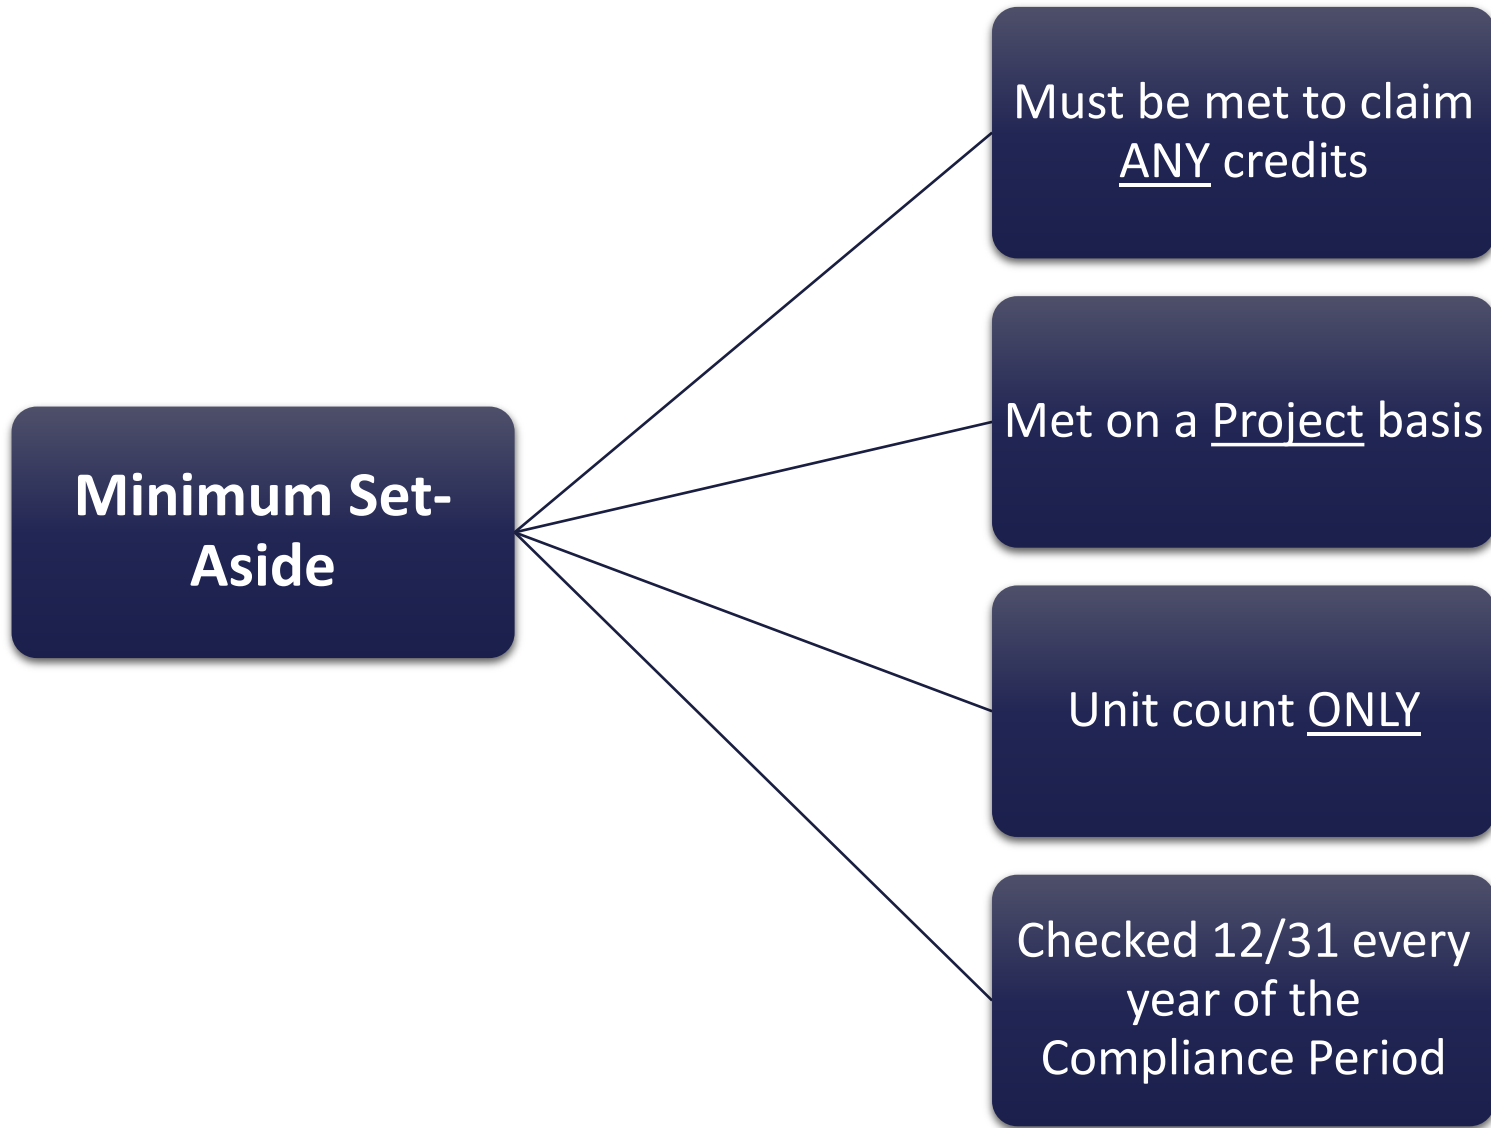 Minimum Set-
Aside
Must be met to claim
ANY credits
Met on a Project basis
Unit count ONLY
Checked 12/31 every
year of the
Compliance Period